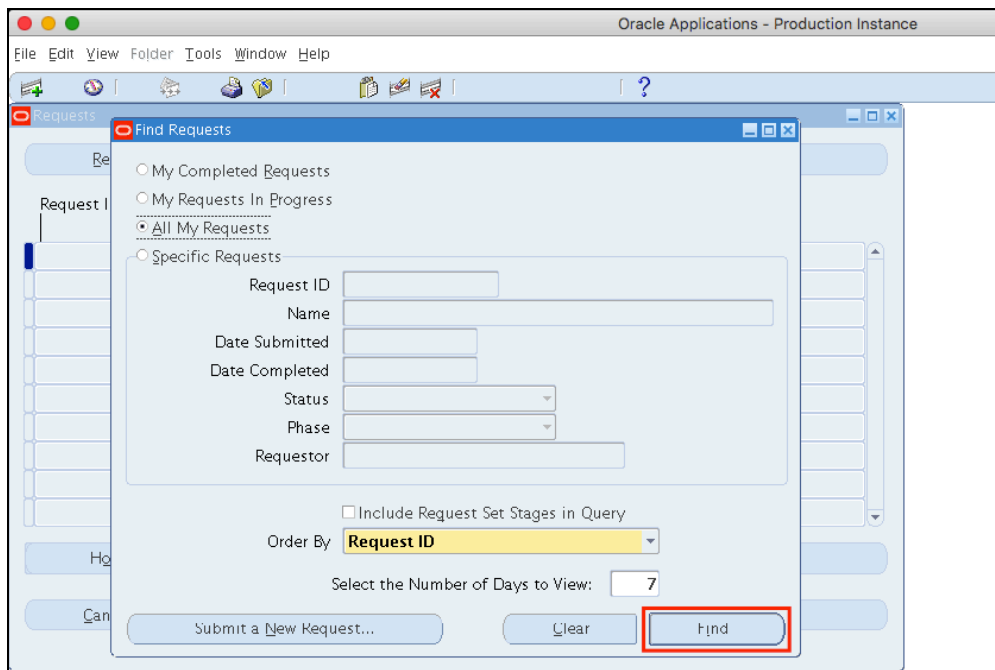 Oracle Applications - Production Instance
File Edit View Folder Tools Window Help
?
Requests
Find Requests
Re
My Completed Requests
My Requests In Progress
Request I
All My Requests
Specific Requests
Request ID
Name
Date Submitted
Date Completed
Status
Phase
Requestor
Include Request Set Stages in Query
Order By Request ID
Ho
Select the Number of Days to View: 7
Can
Submit a New Request... Clear Find